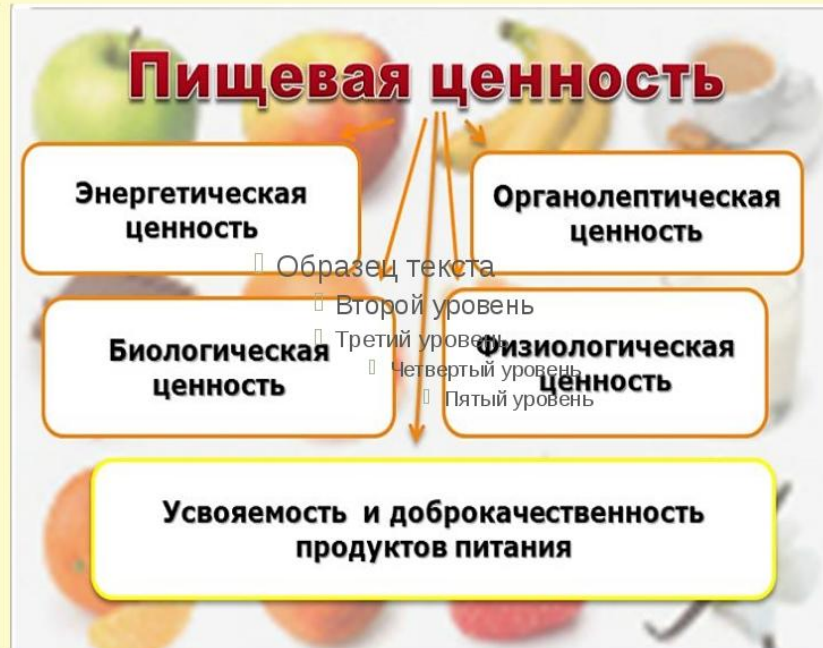 Пищевая ценность
Энергетическая
ценность
Органолептическая
ценность
Образец текста
Второй уровень
Третий уровень
Четвертый уровень
Пятый уровень
Биологическая
ценность
Физиологическая
ценность
Усвояемость и доброкачественность
продуктов питания